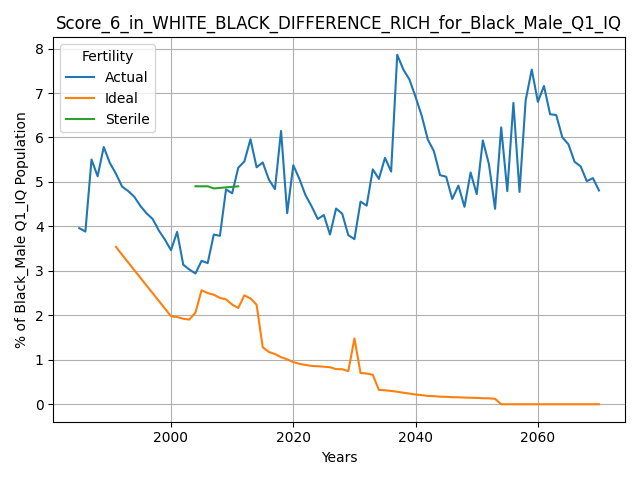 Score_6_in_WHITE_BLACK_DIFFERENCE_RICH_for_Black_Male_Q1_IQ
Fertility
Actual
Ideal
Sterile
% of Black_Male Q1_IQ Population
8
7
6
5
4
3
2
1
0
2000 2020 2040 2060
Years